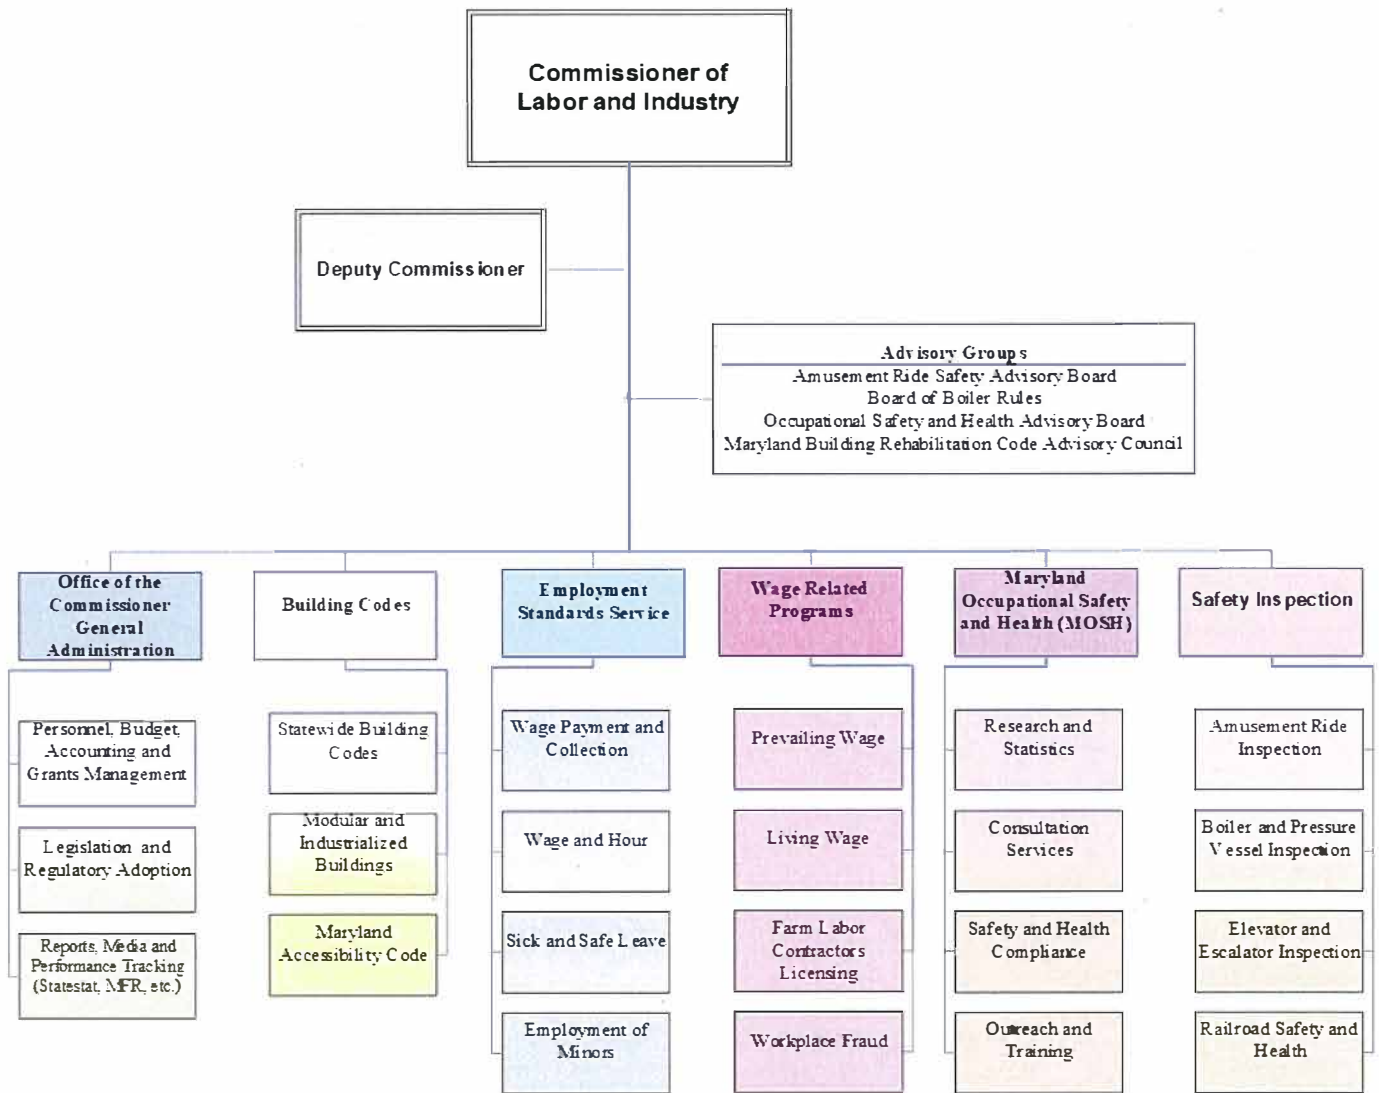 Commissioner of
Labor and Industry
Deputy Commissioner
Advisory Groups
Amusement Ride Safety Advisory Board
Board of Boiler Rules
Occupational Safety and Health Advisory Board
Maryland Building Rehabilitation Code Advisory Council
Office of the
Commissioner
General
Administration
Building Codes
Employment
Standards Service
Wage Related
Programs
Maryland
Occupational Safety
and Health (MOSH)
Safety Inspection
Personnel, Budget,
Accounting and
Grants Management
Legislation and
Regulatory Adoption
Reports, Media and
Performance Tracking
(Statestat, MFR, etc.)
Statewide Building
Codes
Modular and
Industrialized
Buildings
Maryland
Accessibility Code
Wage Payment and
Collection
Wage and Hour
Sick and Safe Leave
Employment of
Minors
Prevailing Wage
Living Wage
Farm Labor
Contractors
Licensing
Workplace Fraud
Research and
Statistics
Consultation
Services
Safety and Health
Compliance
Outreach and
Training
Amusement Ride
Inspection
Boiler and Pressure
Vessel Inspection
Elevator and
Escalator Inspection
Railroad Safety and
Health